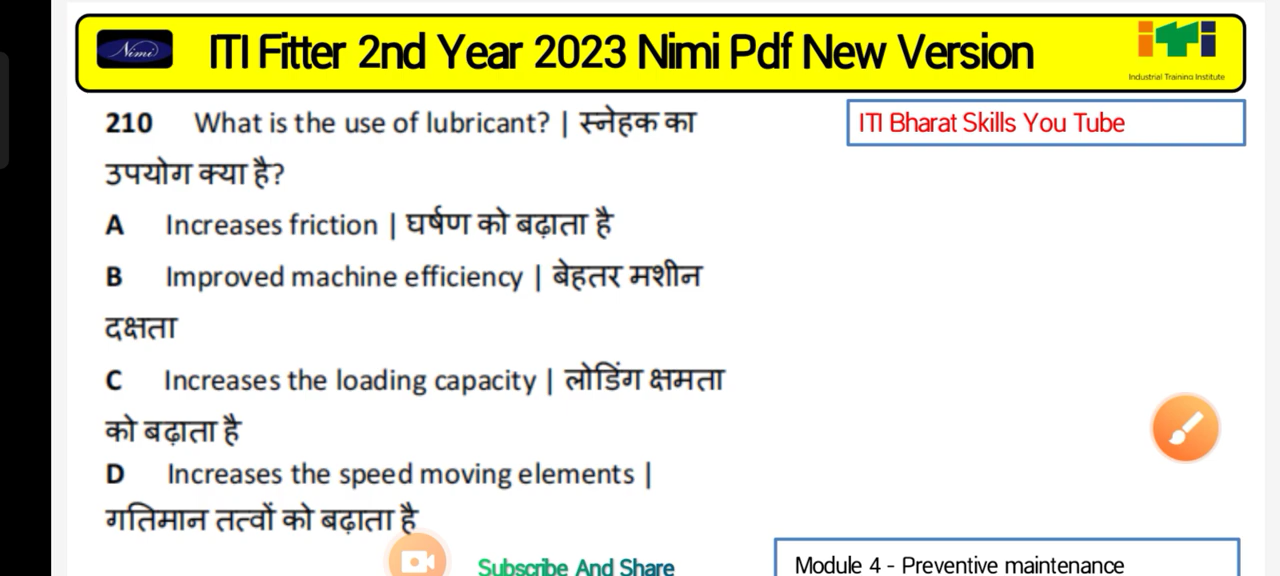 Nimi
ITI Fitter 2nd Year 2023 Nimi Pdf New Version
Industrial Training Institute
210 What is the use of lubricant? | स्नेहक का
ITI Bharat Skills You Tube
उपयोग क्या है?
A Increases friction | घर्षण को बढ़ाता है
B Improved machine efficiency | बेहतर मशीन
दक्षता
C Increases the loading capacity | लोडिंग क्षमता
को बढ़ाता है
D Increases the speed moving elements |
गतिमान तत्वों को बढ़ाता है
Subscribe And Share
Module 4 - Preventive maintenance